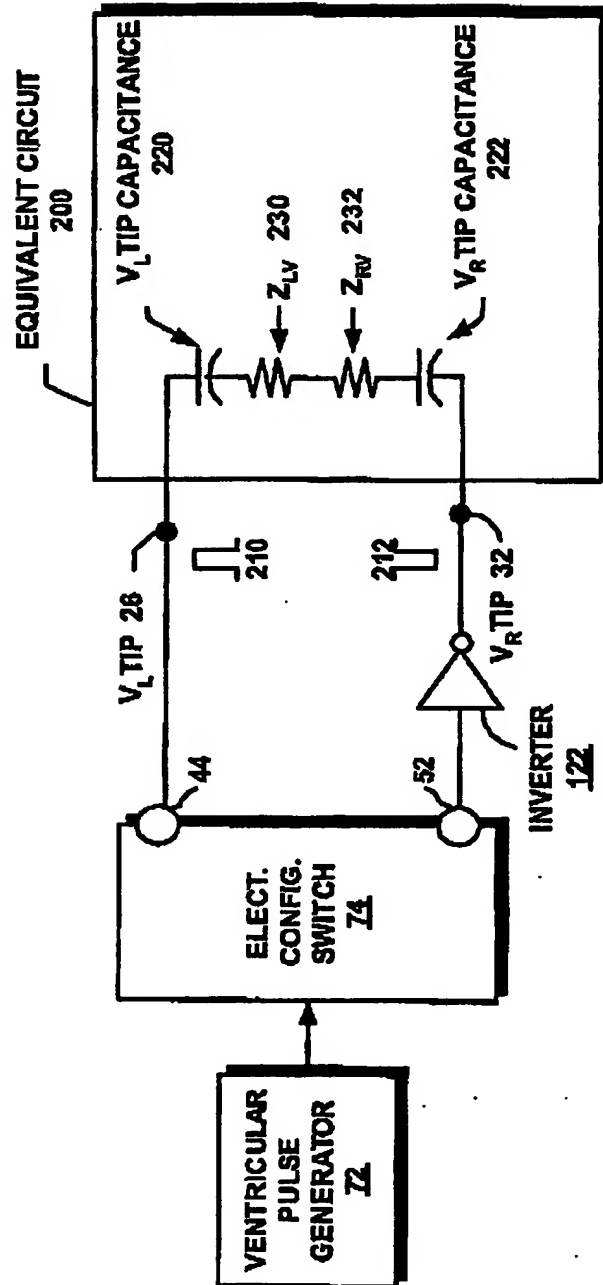 EQUIVALENT CIRCUIT
200
V_L TIP CAPACITANCE
220
Z_LV 230
Z_RV 232
V_R TIP CAPACITANCE
222
V_L TIP 28
210
212
V_R TIP 32
44
52
INVERTER
122
ELECT.
CONFIG.
SWITCH
74
VENTRICULAR
PULSE
GENERATOR
72